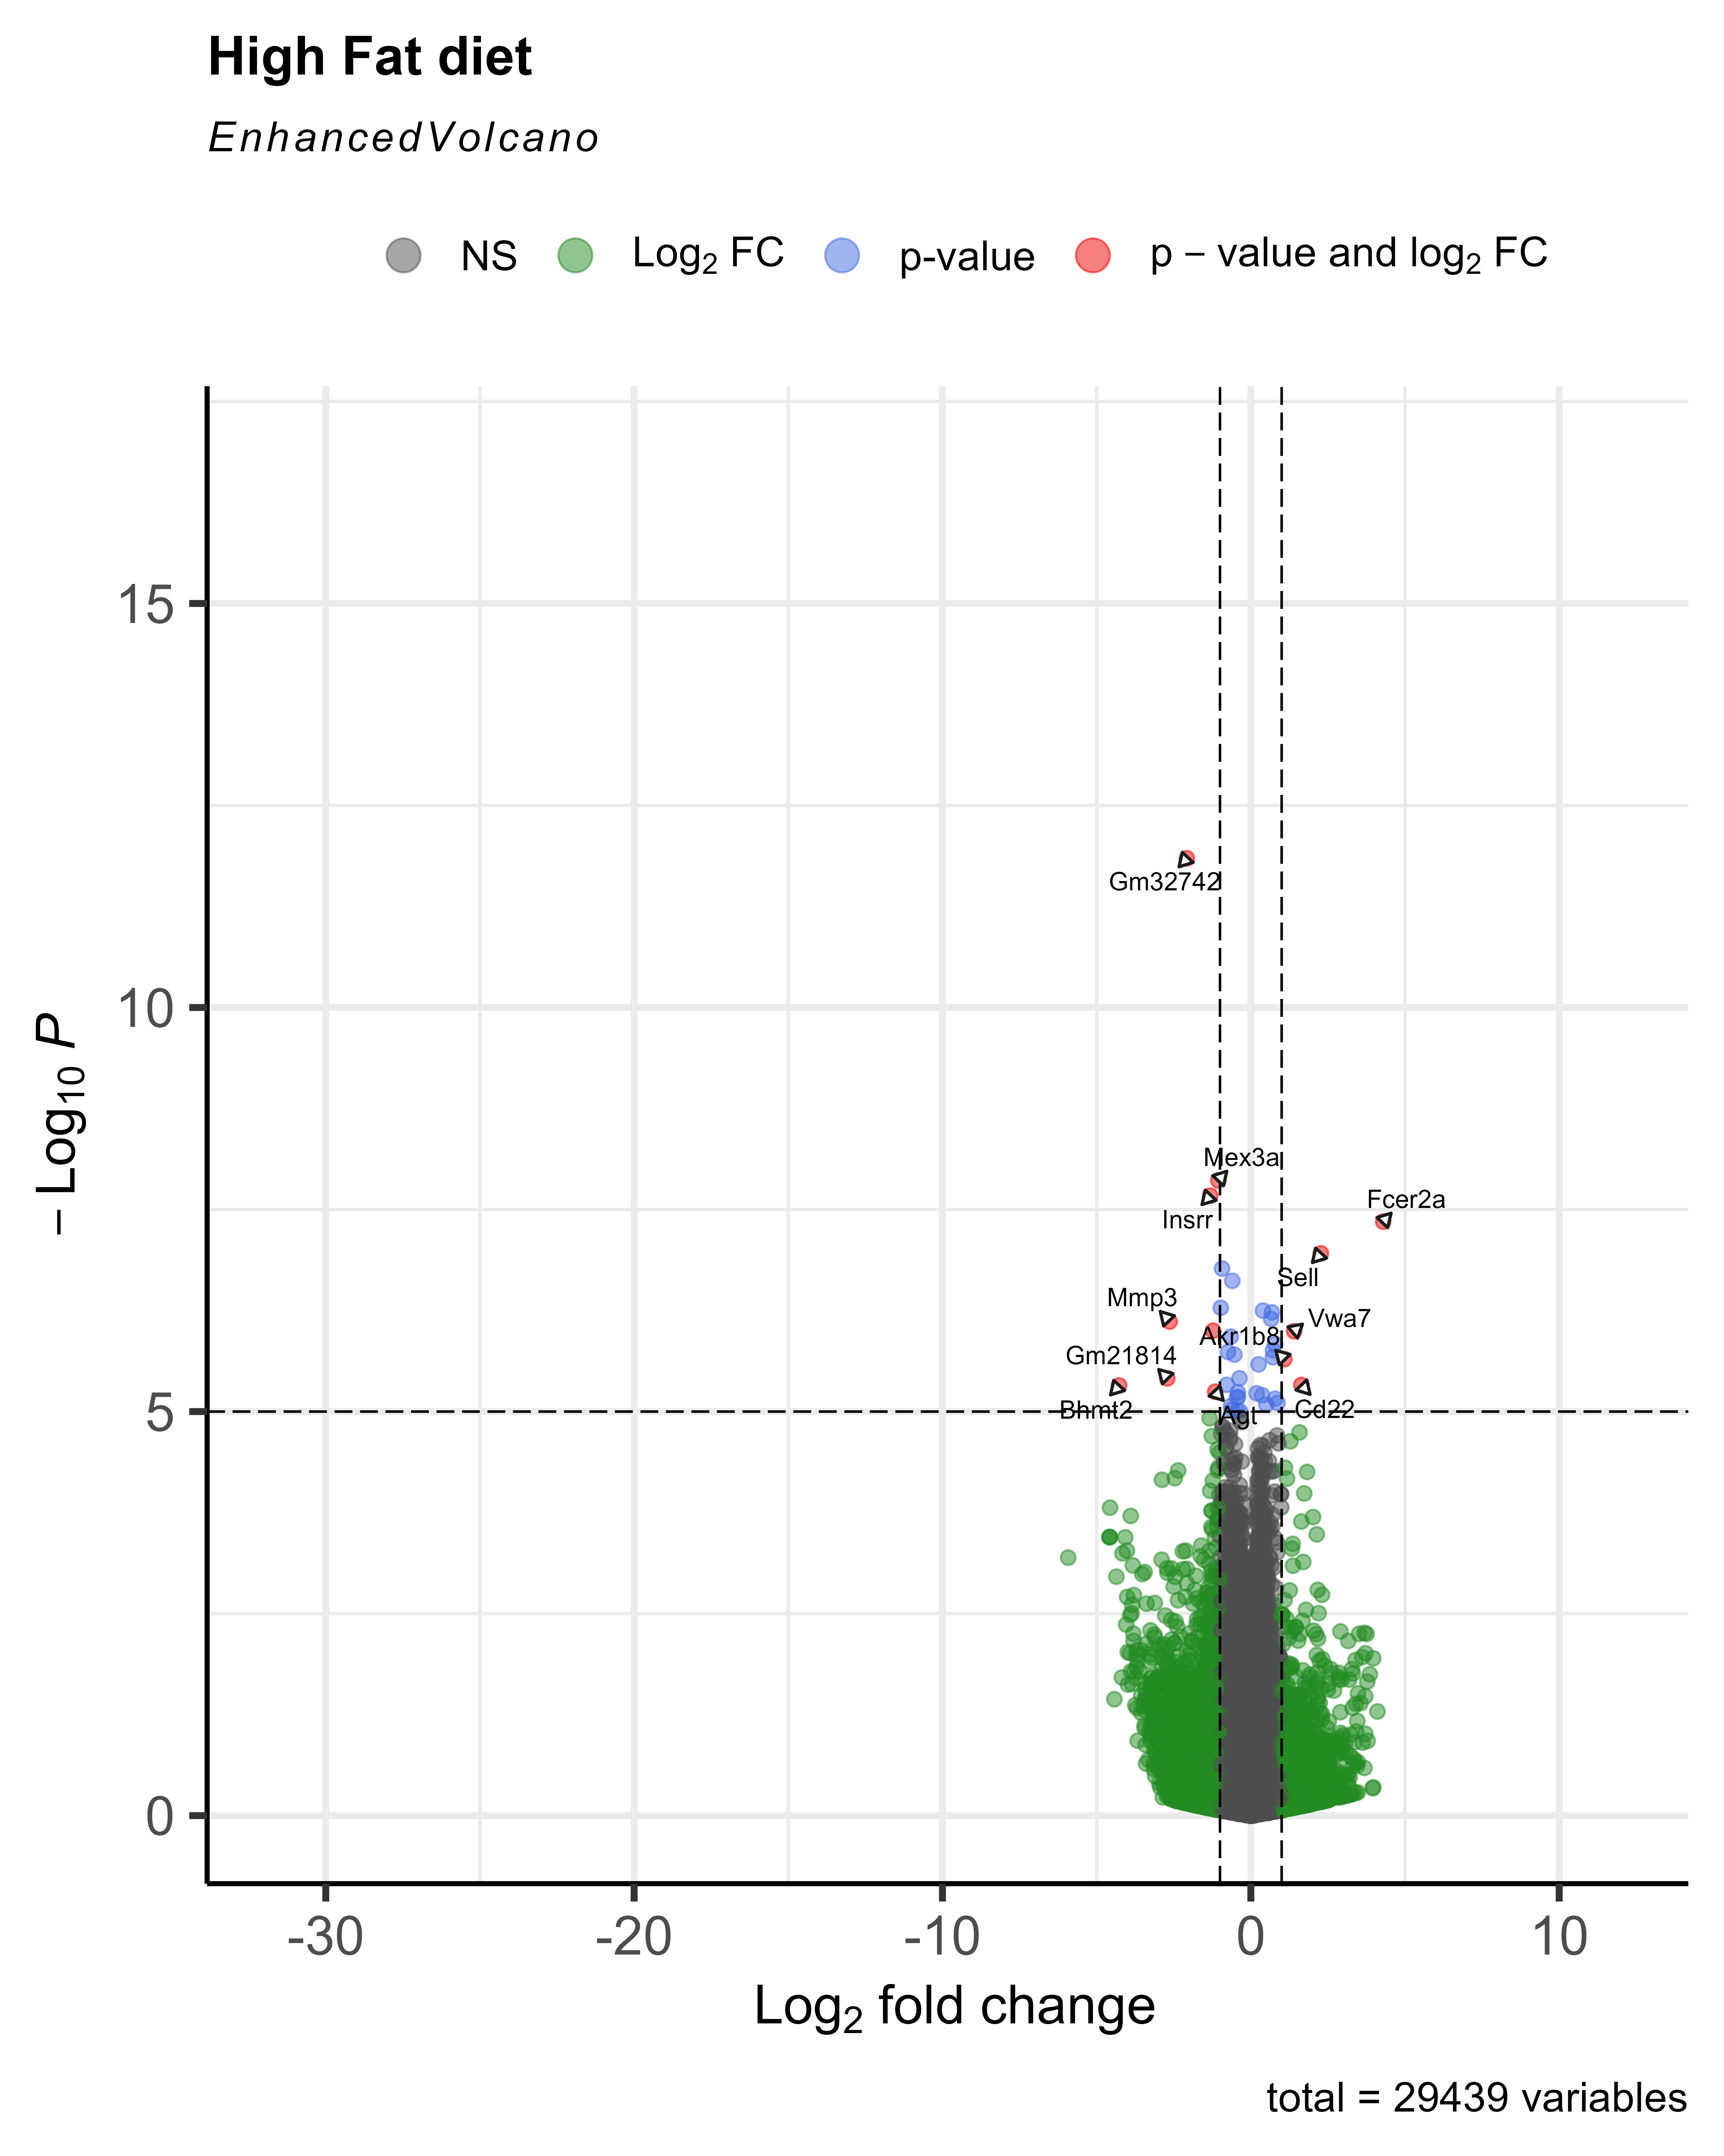 High Fat diet
EnhancedVolcano
NS Log2 FC p-value p − value and log2 FC
− Log10 P
15
10
5
0
Gm32742
Mex3a
Insrr
Fcer2a
Sell
Mmp3
Vwa7
Akr1b8
Gm21814
Bhmt2
Agt
Cd22
-30 -20 -10 0 10
Log2 fold change
total = 29439 variables